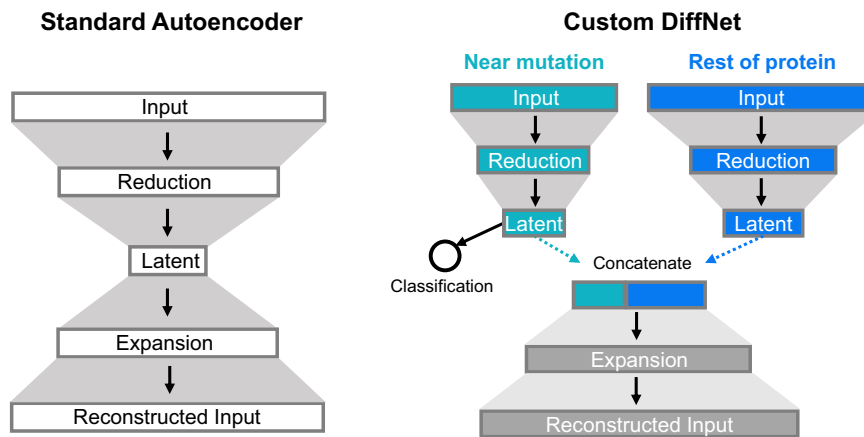 Standard Autoencoder
Input
Reduction
Latent
Expansion
Reconstructed Input
Custom DiffNet
Near mutation
Rest of protein
Input
Input
Reduction
Reduction
Latent
Latent
Concatenate
Classification
Expansion
Reconstructed Input